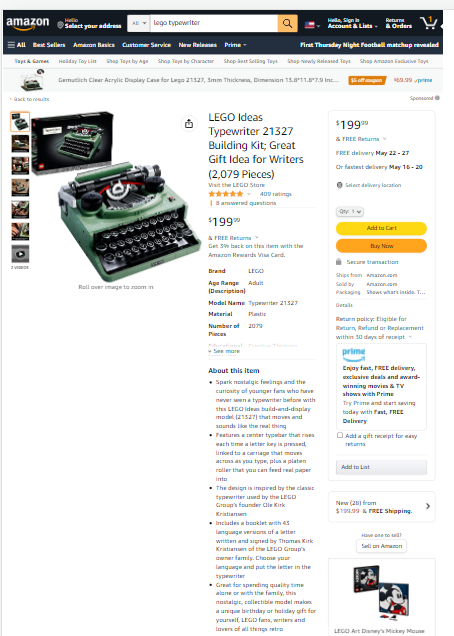 amazon
Hello
Select your address
All
lego typewriter
Hello, Sign in
Account & Lists
Returns
& Orders
1
All Best Sellers Amazon Basics Customer Service New Releases Prime First Thursday Night Football matchup revealed
Toys & Games Holiday Toy List Shop Toys by Age Shop Toys by Character Shop Best Selling Toys Shop Newly Released Toys Shop Amazon Exclusive Toys
Gemutlich Clear Acrylic Display Case for Lego 21327, 3mm Thickness, Dimension 13.8"11.8"7.9 Inc...
$5 off coupon
$69.99 prime
‹ Back to results
Sponsored
LEGO Ideas
Typewriter 21327
Building Kit; Great
Gift Idea for Writers
(2,079 Pieces)
Visit the LEGO Store
409 ratings
| 8 answered questions
$199.99
& FREE Returns
Get 3% back on this item with the
Amazon Rewards Visa Card.
Brand LEGO
Age Range Adult
(Description)
Model Name Typewriter 21327
Material Plastic
Number of 2079
Pieces
See more
2 VIDEOS
Roll over image to zoom in
About this item
• Spark nostalgic feelings and the
curiosity of younger fans who have
never seen a typewriter before with
this LEGO Ideas build-and-display
model (21327) that moves and
sounds like the real thing
• Features a center typebar that rises
each time a letter key is pressed,
linked to a carriage that moves
across as you type, plus a platen
roller that you can feed real paper
into
• The design is inspired by the classic
typewriter used by the LEGO
Group's founder Ole Kirk
Kristiansen
• Includes a booklet with 43
language versions of a letter
written and signed by Thomas Kirk
Kristiansen of the LEGO Group's
owner family. Choose your
language and put the letter in the
typewriter
• Great for spending quality time
alone or with the family, this
nostalgic, collectible model makes
a unique birthday or holiday gift for
yourself, LEGO fans, writers and
lovers of all things retro
$199.99
& FREE Returns
FREE delivery May 22 - 27
Or fastest delivery May 16 - 20
Select delivery location
Qty: 1
Add to Cart
Buy Now
Secure transaction
Ships from Amazon.com
Sold by Amazon.com
Packaging Shows what's inside. T...
Details
Return policy: Eligible for
Return, Refund or Replacement
within 30 days of receipt
prime
Enjoy fast, FREE delivery,
exclusive deals and award-
winning movies & TV
shows with Prime
Try Prime and start saving
today with Fast, FREE
Delivery
Add a gift receipt for easy
returns
Add to List
New (26) from
$199.99 & FREE Shipping.
Have one to sell?
Sell on Amazon
LEGO Art Disney's Mickey Mouse